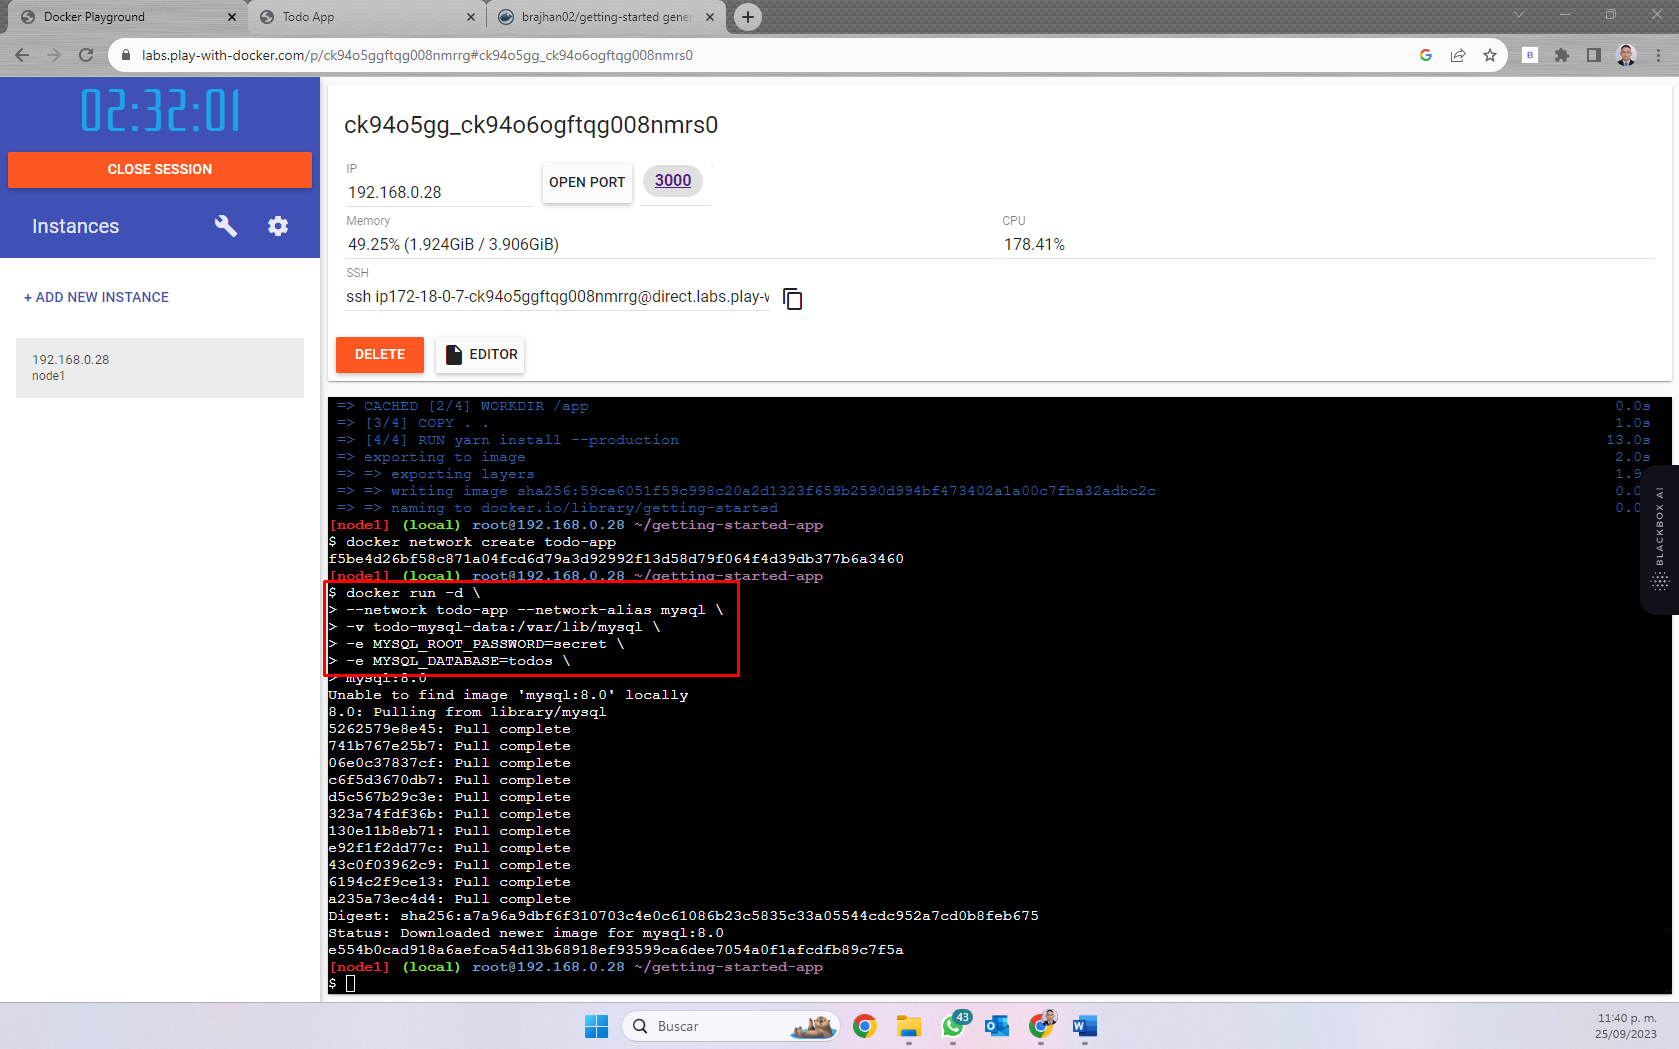 Docker Playground
Todo App
brajhan02/getting-started gener
labs.play-with-docker.com/p/ck94o5ggftqg008nmrrg#ck94o5gg_ck94o6ogftqg008nmrs0
02:32:01
CLOSE SESSION
Instances
+ ADD NEW INSTANCE
192.168.0.28
node1
ck94o5gg_ck94o6ogftqg008nmrs0
IP
192.168.0.28
OPEN PORT
3000
Memory
49.25% (1.924GiB / 3.906GiB)
CPU
178.41%
SSH
ssh ip172-18-0-7-ck94o5ggftqg008nmrrg@direct.labs.play-w
DELETE
EDITOR
=> CACHED [2/4] WORKDIR /app 0.0s
=> [3/4] COPY . . 1.0s
=> [4/4] RUN yarn install --production 13.0s
=> exporting to image 2.0s
=> => exporting layers 1.9
=> => writing image sha256:59ce6051f59c998c20a2d1323f659b2590d994bf473402a1a00c7fba32adbc2c 0.0
=> => naming to docker.io/library/getting-started 0.0
[node1] (local) root@192.168.0.28 ~/getting-started-app
$ docker network create todo-app
f5be4d26bf58c871a04fcd6d79a3d92992f13d58d79f064f4d39db377b6a3460
[node1] (local) root@192.168.0.28 ~/getting-started-app
$ docker run -d \
> --network todo-app --network-alias mysql \
> -v todo-mysql-data:/var/lib/mysql \
> -e MYSQL_ROOT_PASSWORD=secret \
> -e MYSQL_DATABASE=todos \
> mysql:8.0
Unable to find image 'mysql:8.0' locally
8.0: Pulling from library/mysql
5262579e8e45: Pull complete
741b767e25b7: Pull complete
06e0c37837cf: Pull complete
c6f5d3670db7: Pull complete
d5c567b29c3e: Pull complete
323a74fdf36b: Pull complete
130e11b8eb71: Pull complete
e92f1f2dd77c: Pull complete
43c0f03962c9: Pull complete
6194c2f9ce13: Pull complete
a235a73ec4d4: Pull complete
Digest: sha256:a7a96a9dbf6f310703c4e0c61086b23c5835c33a05544cdc952a7cd0b8feb675
Status: Downloaded newer image for mysql:8.0
e554b0cad918a6aefca54d13b68918ef93599ca6dee7054a0f1afcdfb89c7f5a
[node1] (local) root@192.168.0.28 ~/getting-started-app
$
BLACKBOX AI
Buscar
43
11:40 p. m.
25/09/2023